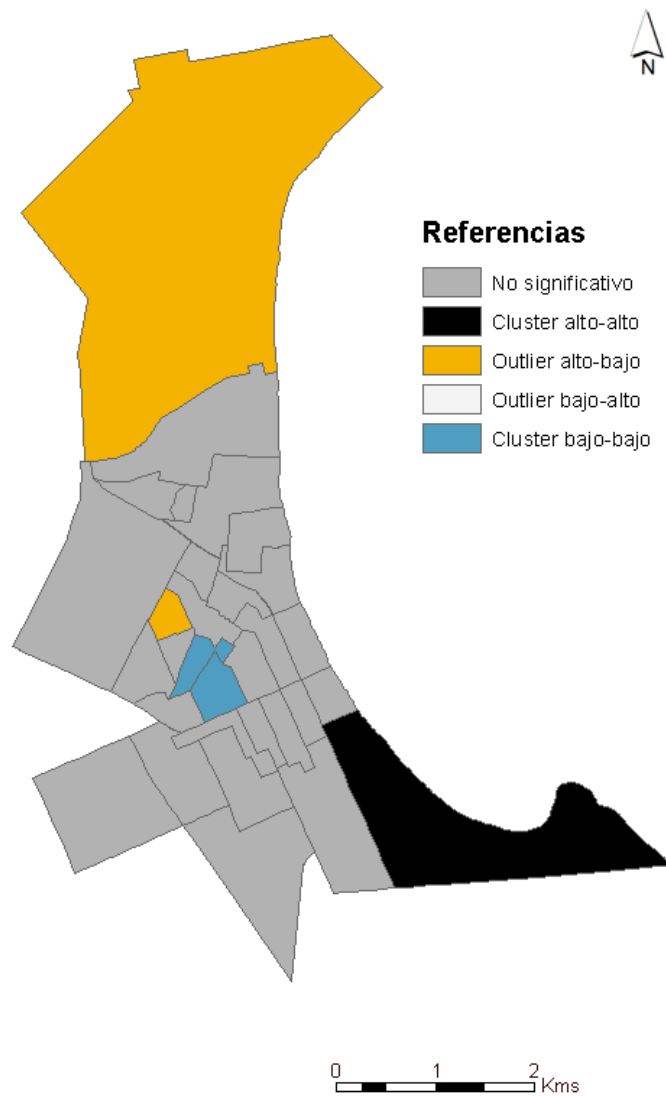 N
Referencias
No significativo
Cluster alto-alto
Outlier alto-bajo
Outlier bajo-alto
Cluster bajo-bajo
0 1 2
Kms